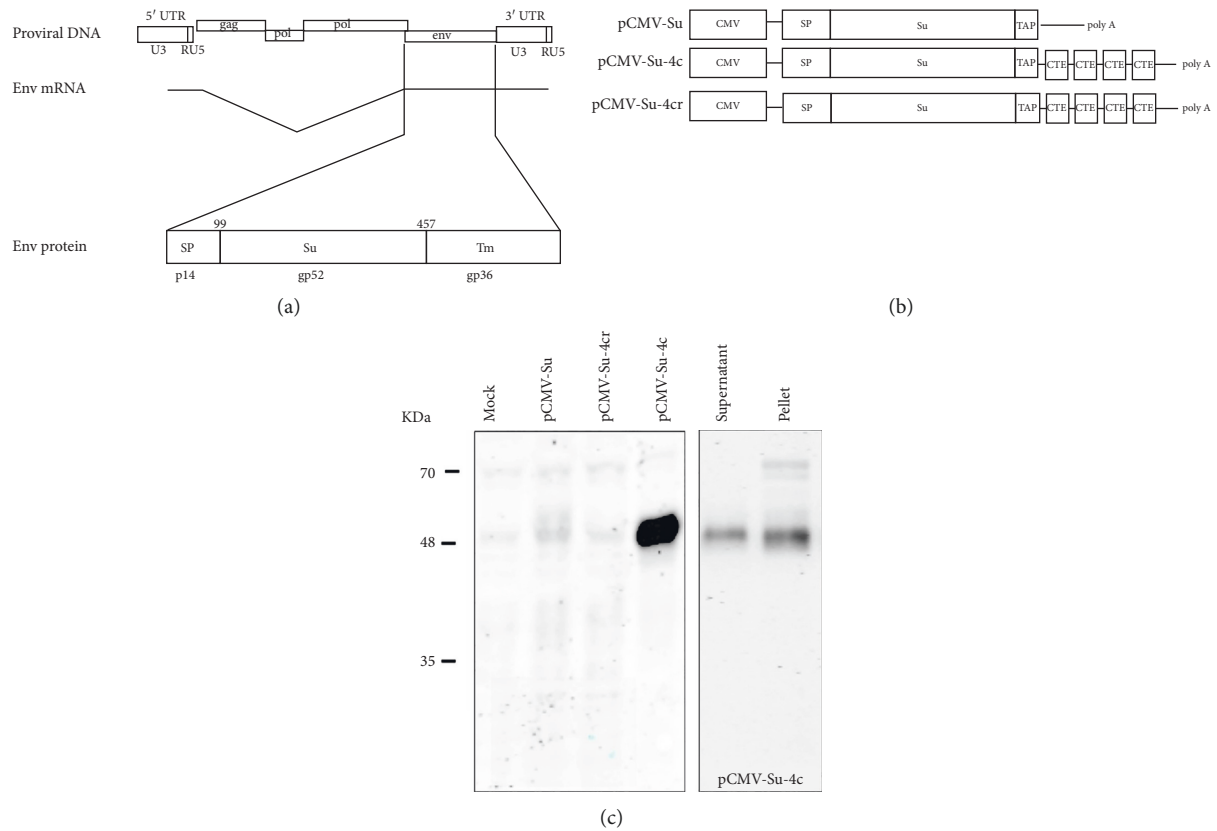 5′ UTR 3′ UTR
Proviral DNA gag pol pol env
U3 RU5 U3 RU5
Env mRNA
99 457
Env protein SP Su Tm
p14 gp52 gp36
(a)
pCMV-Su CMV SP Su TAP poly A
pCMV-Su-4c CMV SP Su TAP CTE CTE CTE CTE poly A
pCMV-Su-4cr CMV SP Su TAP CTE CTE CTE CTE poly A
(b)
KDa
Mock
pCMV-Su
pCMV-Su-4cr
pCMV-Su-4c
Supernatant
Pellet
70
48
35
pCMV-Su-4c
(c)